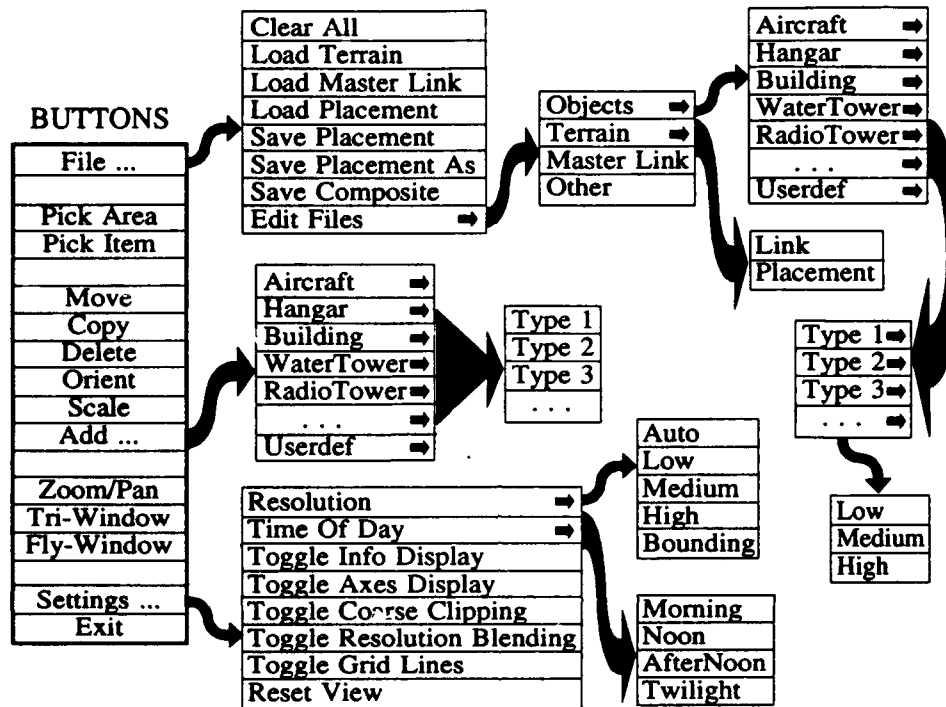 BUTTONS
File ...
Pick Area
Pick Item
Move
Copy
Delete
Orient
Scale
Add ...
Zoom/Pan
Tri-Window
Fly-Window
Settings ...
Exit
Clear All
Load Terrain
Load Master Link
Load Placement
Save Placement
Save Placement As
Save Composite
Edit Files
Objects
Terrain
Master Link
Other
Aircraft
Hangar
Building
WaterTower
RadioTower
. . .
Userdef
Link
Placement
Type 1
Type 2
Type 3
. . .
Low
Medium
High
Aircraft
Hangar
Building
WaterTower
RadioTower
. . .
Userdef
Type 1
Type 2
Type 3
. . .
Resolution
Time Of Day
Toggle Info Display
Toggle Axes Display
Toggle Coarse Clipping
Toggle Resolution Blending
Toggle Grid Lines
Reset View
Auto
Low
Medium
High
Bounding
Morning
Noon
AfterNoon
Twilight